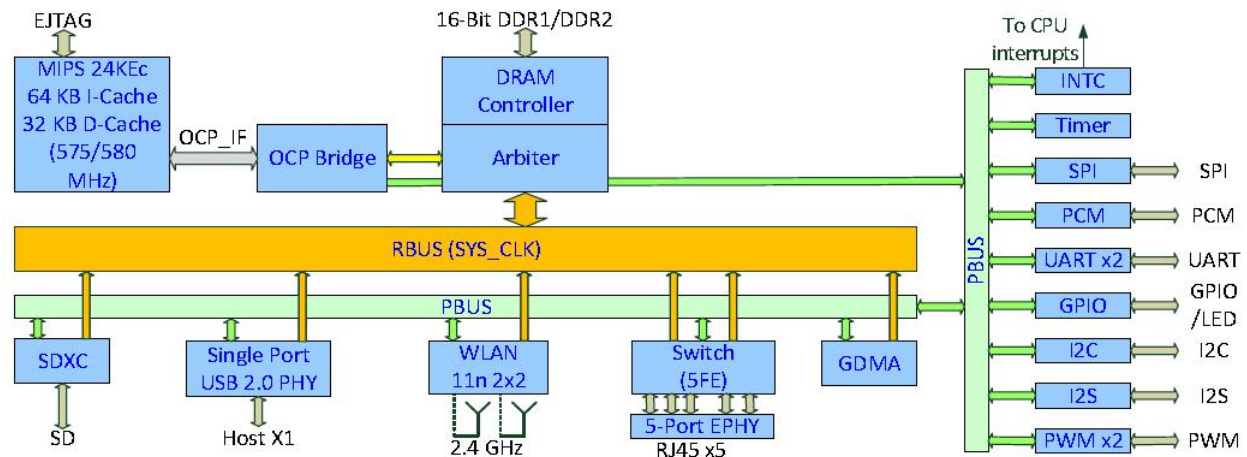 EJTAG
16-Bit DDR1/DDR2
To CPU
interrupts
MIPS 24KEc
64 KB I-Cache
32 KB D-Cache
(575/580
MHz)
OCP_IF
OCP Bridge
DRAM
Controller
Arbiter
INTC
Timer
SPI
SPI
PCM
PCM
UART x2
UART
GPIO
GPIO
/LED
I2C
I2C
I2S
I2S
PWM x2
PWM
PBUS
RBUS (SYS_CLK)
PBUS
SDXC
Single Port
USB 2.0 PHY
WLAN
11n 2x2
Switch
(5FE)
GDMA
5-Port EPHY
SD
Host X1
2.4 GHz
RJ45 x5